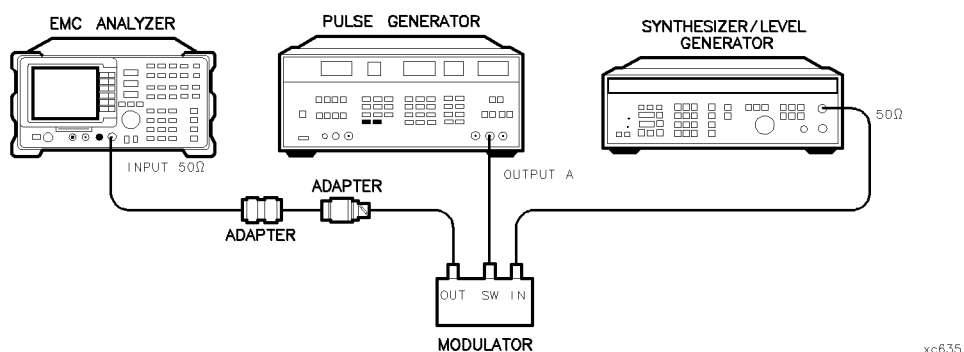 EMC ANALYZER
PULSE GENERATOR
SYNTHESIZER/LEVEL
GENERATOR
50Ω
INPUT 50Ω
OUTPUT A
ADAPTER
ADAPTER
OUT SW IN
MODULATOR
xc635